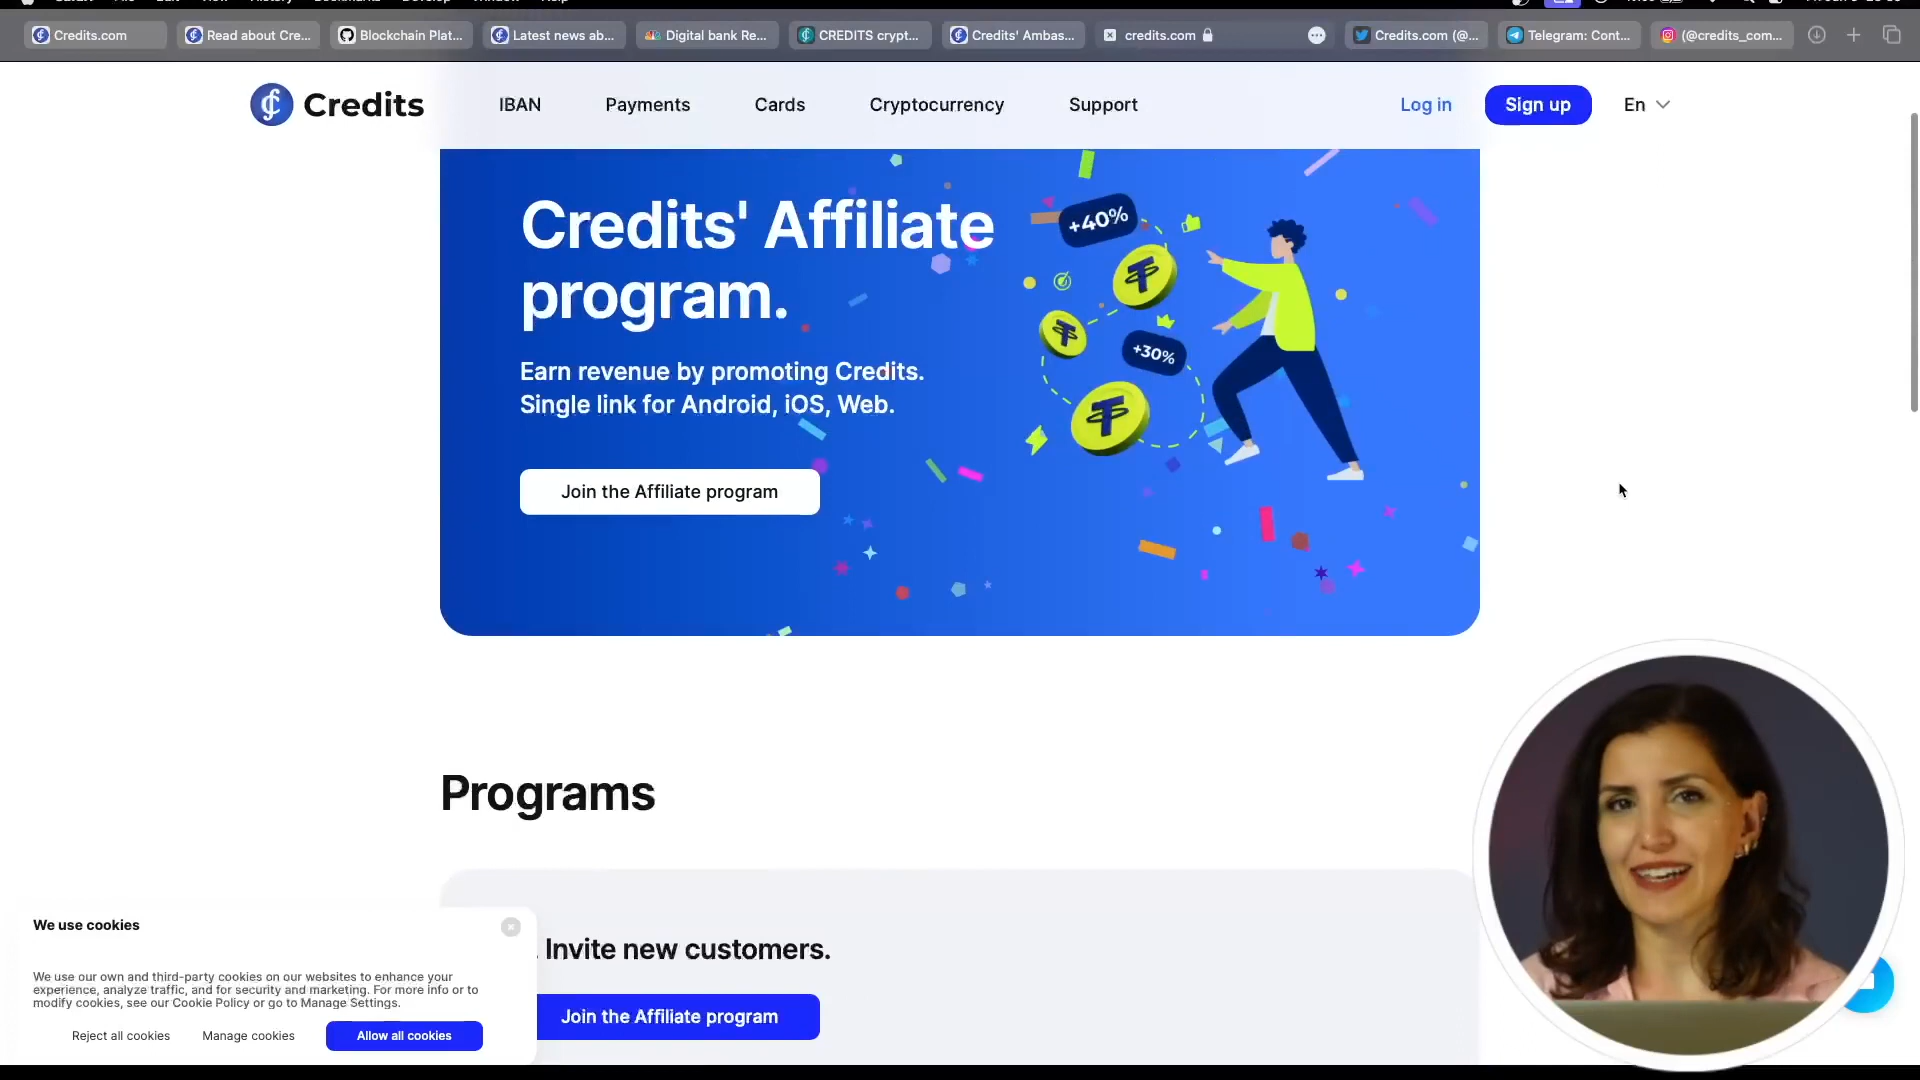 Credits.com
Read about Cre...
Blockchain Plat...
Latest news ab...
Digital bank Re...
CREDITS crypt...
Credits' Ambas...
credits.com
Credits.com (@...
Telegram: Cont...
(@credits_com...
Credits
IBAN
Payments
Cards
Cryptocurrency
Support
Log in
Sign up
En
Credits' Affiliate
program.
Earn revenue by promoting Credits.
Single link for Android, iOS, Web.
Join the Affiliate program
+40%
+30%
Programs
Invite new customers.
Join the Affiliate program
We use cookies
We use our own and third-party cookies on our websites to enhance your
experience, analyze traffic, and for security and marketing. For more info or to
modify cookies, see our Cookie Policy or go to Manage Settings.
Reject all cookies
Manage cookies
Allow all cookies